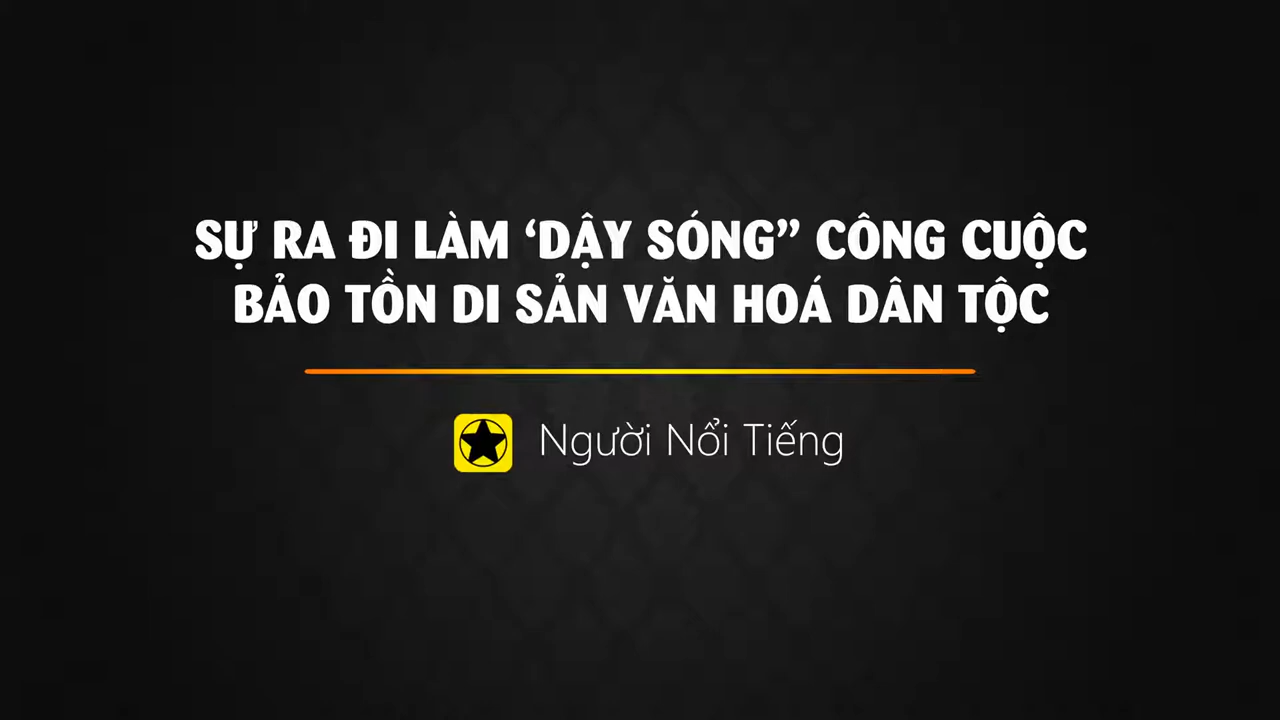 SỰ RA ĐI LÀM ‘DẬY SÓNG” CÔNG CUỘC
BẢO TỒN DI SẢN VĂN HOÁ DÂN TỘC
Người Nổi Tiếng